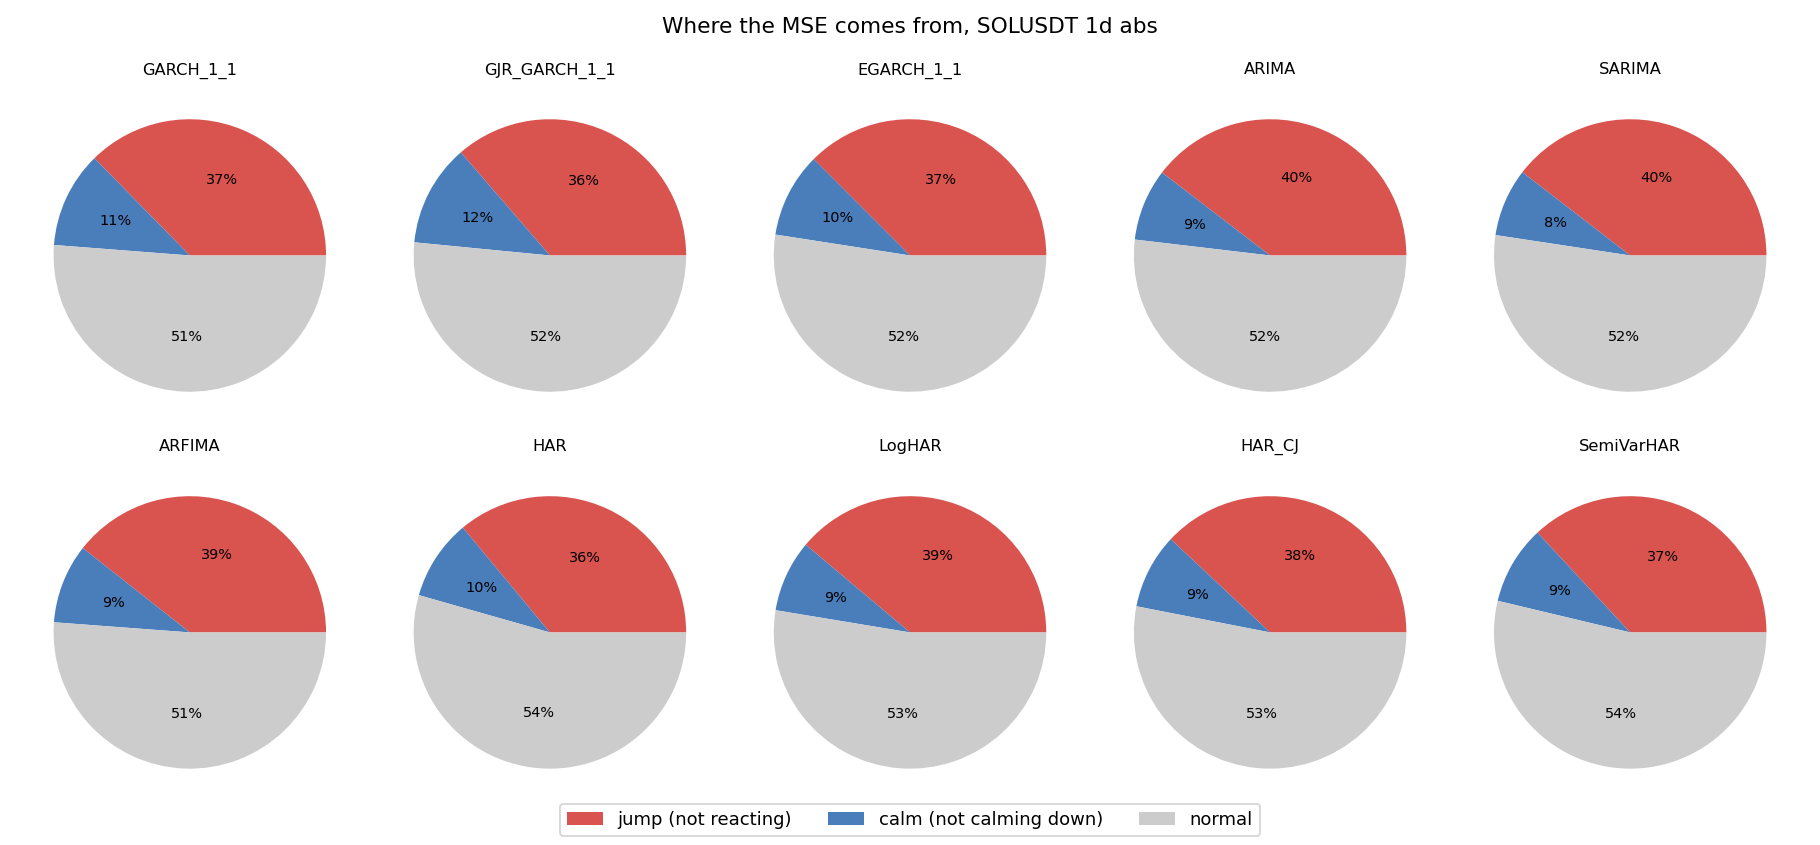 Where the MSE comes from, SOLUSDT 1d abs
GARCH_1_1
GJR_GARCH_1_1
EGARCH_1_1
ARIMA
SARIMA
37%
11%
51%
36%
12%
52%
37%
10%
52%
40%
9%
52%
40%
8%
52%
ARFIMA
HAR
LogHAR
HAR_CJ
SemiVarHAR
39%
9%
51%
36%
10%
54%
39%
9%
53%
38%
9%
53%
37%
9%
54%
jump (not reacting)
calm (not calming down)
normal